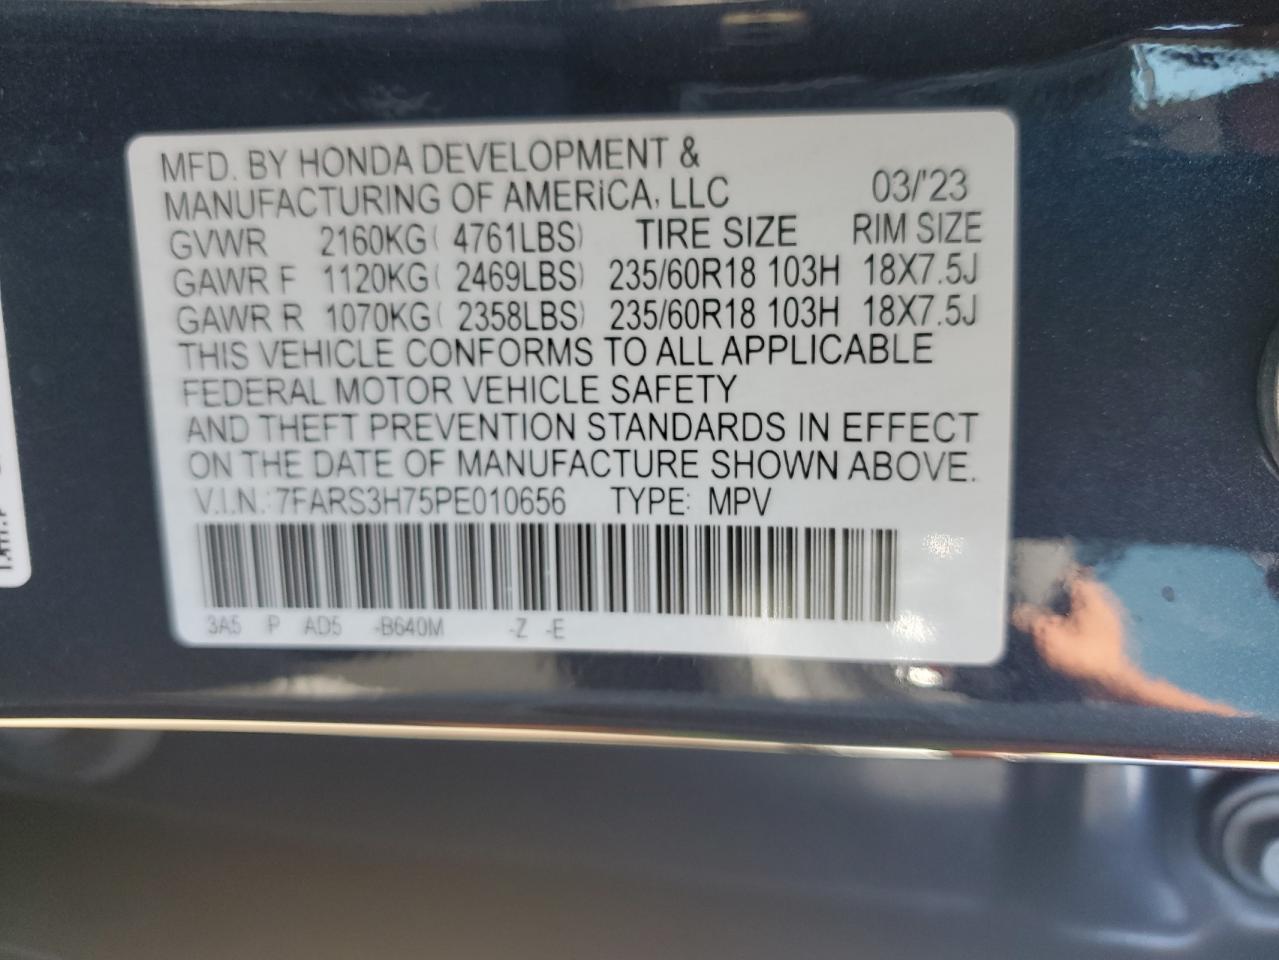 MFD. BY HONDA DEVELOPMENT &
MANUFACTURING OF AMERICA, LLC 03/'23
GVWR 2160KG( 4761LBS) TIRE SIZE RIM SIZE
GAWR F 1120KG( 2469LBS) 235/60R18 103H 18X7.5J
GAWR R 1070KG( 2358LBS) 235/60R18 103H 18X7.5J
THIS VEHICLE CONFORMS TO ALL APPLICABLE
FEDERAL MOTOR VEHICLE SAFETY
AND THEFT PREVENTION STANDARDS IN EFFECT
ON THE DATE OF MANUFACTURE SHOWN ABOVE.
V.I.N.: 7FARS3H75PE010656 TYPE: MPV
3A5 P AD5 -B640M -Z -E